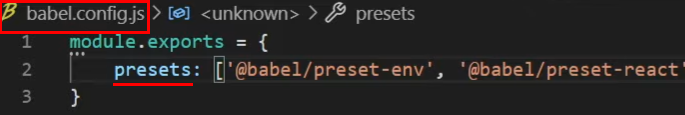 babel.config.js > <unknown> > presets
1 module.exports = {
2 presets: ['@babel/preset-env', '@babel/preset-react'
3 }